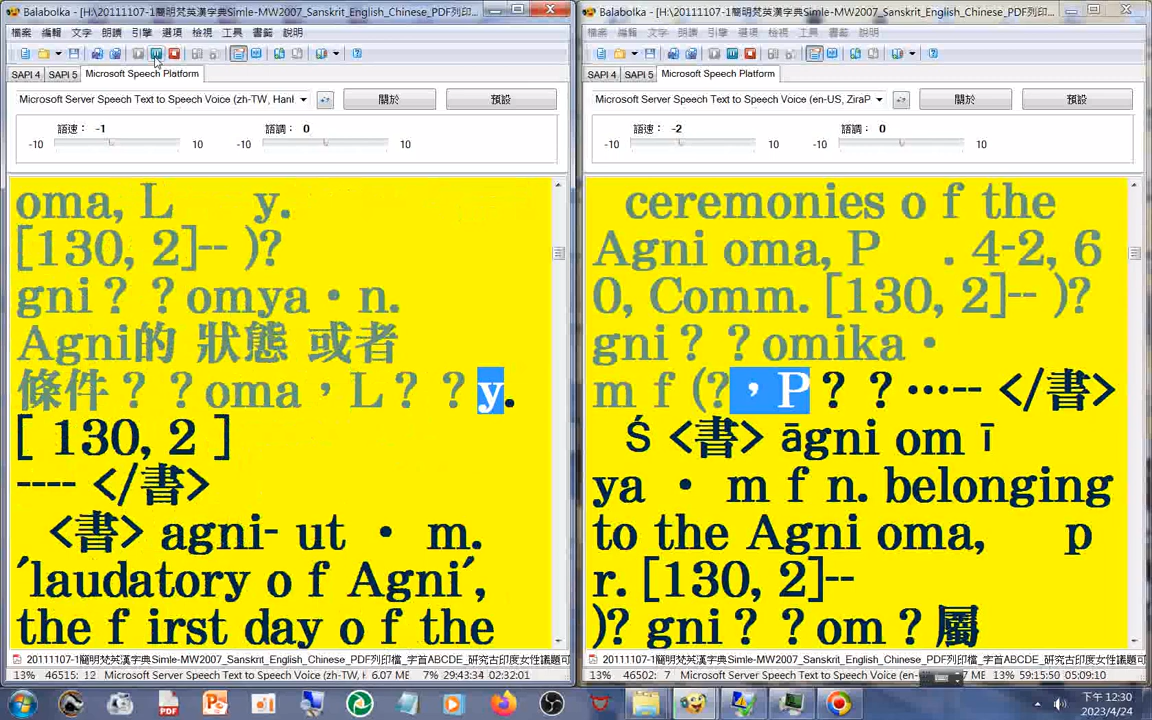 Balabolka - [H:\20111107-1簡明梵英漢字典Simle-MW2007_Sanskrit_English_Chinese_PDF列印...
檔案 編輯 文字 朗讀 引擎 選項 檢視 工具 書籤 說明
SAPI 4 SAPI 5 Microsoft Speech Platform
Microsoft Server Speech Text to Speech Voice (zh-TW, Hanl
關於 預設
語速: -1 語調: 0
-10 10 -10 10
oma, L y.
[130, 2]-- )?
gni？？omya・n.
Agni的 狀態 或者
條件？？oma，L？？y.
[ 130, 2 ]
---- </書>
<書> agni- ut ・ m.
'laudatory o f Agni',
the f irst day o f the
20111107-1簡明梵英漢字典Simle-MW2007_Sanskrit_English_Chinese_PDF列印檔_字首ABCDE_研究古印度女性議題可
13% 46515: 12 Microsoft Server Speech Text to Speech Voice (zh-TW, H 6.07 ME 7% 29:43:34 02:32:01
Balabolka - [H:\20111107-1簡明梵英漢字典Simle-MW2007_Sanskrit_English_Chinese_PDF列印...
檔案 編輯 文字 朗讀 引擎 選項 檢視 工具 書籤 說明
SAPI 4 SAPI 5 Microsoft Speech Platform
Microsoft Server Speech Text to Speech Voice (en-US, ZiraP
關於 預設
語速: -2 語調: 0
-10 10 -10 10
ceremonies o f the
Agni oma, P . 4-2, 6
0, Comm. [130, 2]-- )?
gni？？omika・
m f (?，P？？…-- </書>
Ś <書> āgni om ī
ya ・ m f n. belonging
to the Agni oma, p
r. [130, 2]--
)? gni？？om？屬
20111107-1簡明梵英漢字典Simle-MW2007_Sanskrit_English_Chinese_PDF列印檔_字首ABCDE_研究古印度女性議題可
13% 46502: 7 Microsoft Server Speech Text to Speech Voice 13% 59:15:50 05:09:10
下午 12:30
2023/4/24